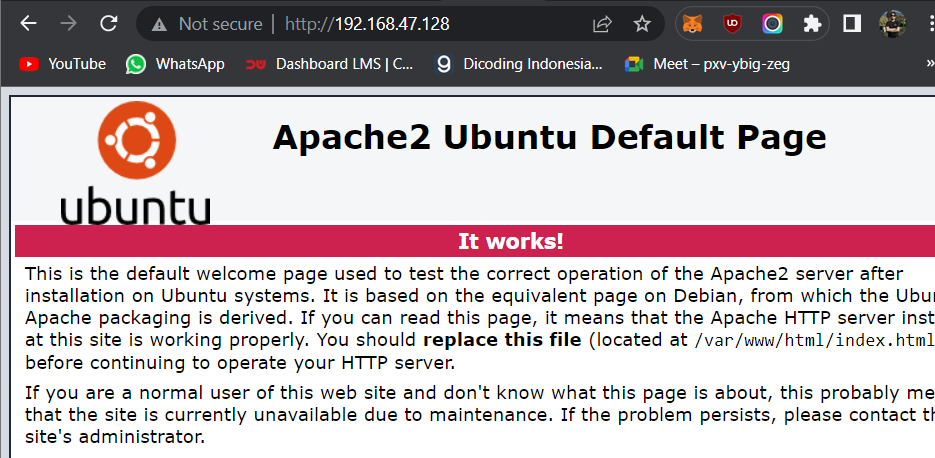 Not secure | http://192.168.47.128
YouTube WhatsApp Dashboard LMS | C... Dicoding Indonesia... Meet – pxv-ybig-zeg »
ubuntu
Apache2 Ubuntu Default Page
It works!
This is the default welcome page used to test the correct operation of the Apache2 server after
installation on Ubuntu systems. It is based on the equivalent page on Debian, from which the Ubu
Apache packaging is derived. If you can read this page, it means that the Apache HTTP server inst
at this site is working properly. You should replace this file (located at /var/www/html/index.html
before continuing to operate your HTTP server.
If you are a normal user of this web site and don't know what this page is about, this probably me
that the site is currently unavailable due to maintenance. If the problem persists, please contact th
site's administrator.